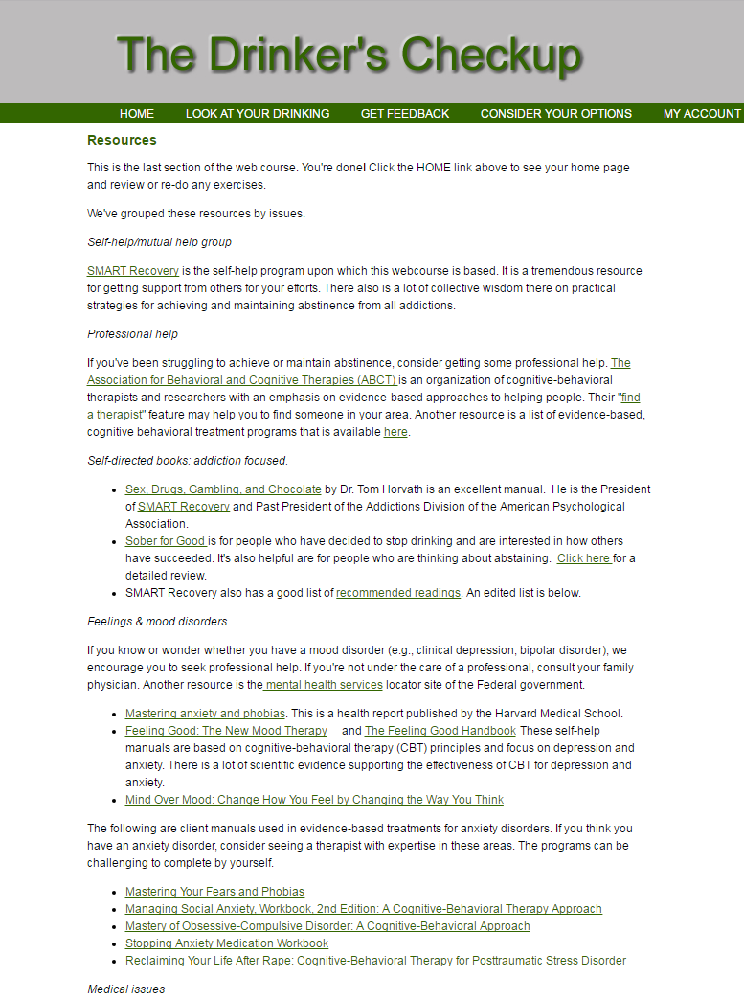 The Drinker's Checkup
HOME LOOK AT YOUR DRINKING GET FEEDBACK CONSIDER YOUR OPTIONS MY ACCOUNT
Resources
This is the last section of the web course. You're done! Click the HOME link above to see your home page
and review or re-do any exercises.
We've grouped these resources by issues.
Self-help/mutual help group
SMART Recovery is the self-help program upon which this webcourse is based. It is a tremendous resource
for getting support from others for your efforts. There also is a lot of collective wisdom there on practical
strategies for achieving and maintaining abstinence from all addictions.
Professional help
If you've been struggling to achieve or maintain abstinence, consider getting some professional help. The
Association for Behavioral and Cognitive Therapies (ABCT) is an organization of cognitive-behavioral
therapists and researchers with an emphasis on evidence-based approaches to helping people. Their "find
a therapist" feature may help you to find someone in your area. Another resource is a list of evidence-based,
cognitive behavioral treatment programs that is available here.
Self-directed books: addiction focused.
• Sex, Drugs, Gambling, and Chocolate by Dr. Tom Horvath is an excellent manual. He is the President
of SMART Recovery and Past President of the Addictions Division of the American Psychological
Association.
• Sober for Good is for people who have decided to stop drinking and are interested in how others
have succeeded. It's also helpful are for people who are thinking about abstaining. Click here for a
detailed review.
• SMART Recovery also has a good list of recommended readings. An edited list is below.
Feelings & mood disorders
If you know or wonder whether you have a mood disorder (e.g., clinical depression, bipolar disorder), we
encourage you to seek professional help. If you're not under the care of a professional, consult your family
physician. Another resource is the mental health services locator site of the Federal government.
• Mastering anxiety and phobias. This is a health report published by the Harvard Medical School.
• Feeling Good: The New Mood Therapy and The Feeling Good Handbook These self-help
manuals are based on cognitive-behavioral therapy (CBT) principles and focus on depression and
anxiety. There is a lot of scientific evidence supporting the effectiveness of CBT for depression and
anxiety.
• Mind Over Mood: Change How You Feel by Changing the Way You Think
The following are client manuals used in evidence-based treatments for anxiety disorders. If you think you
have an anxiety disorder, consider seeing a therapist with expertise in these areas. The programs can be
challenging to complete by yourself.
• Mastering Your Fears and Phobias
• Managing Social Anxiety, Workbook, 2nd Edition: A Cognitive-Behavioral Therapy Approach
• Mastery of Obsessive-Compulsive Disorder: A Cognitive-Behavioral Approach
• Stopping Anxiety Medication Workbook
• Reclaiming Your Life After Rape: Cognitive-Behavioral Therapy for Posttraumatic Stress Disorder
Medical issues